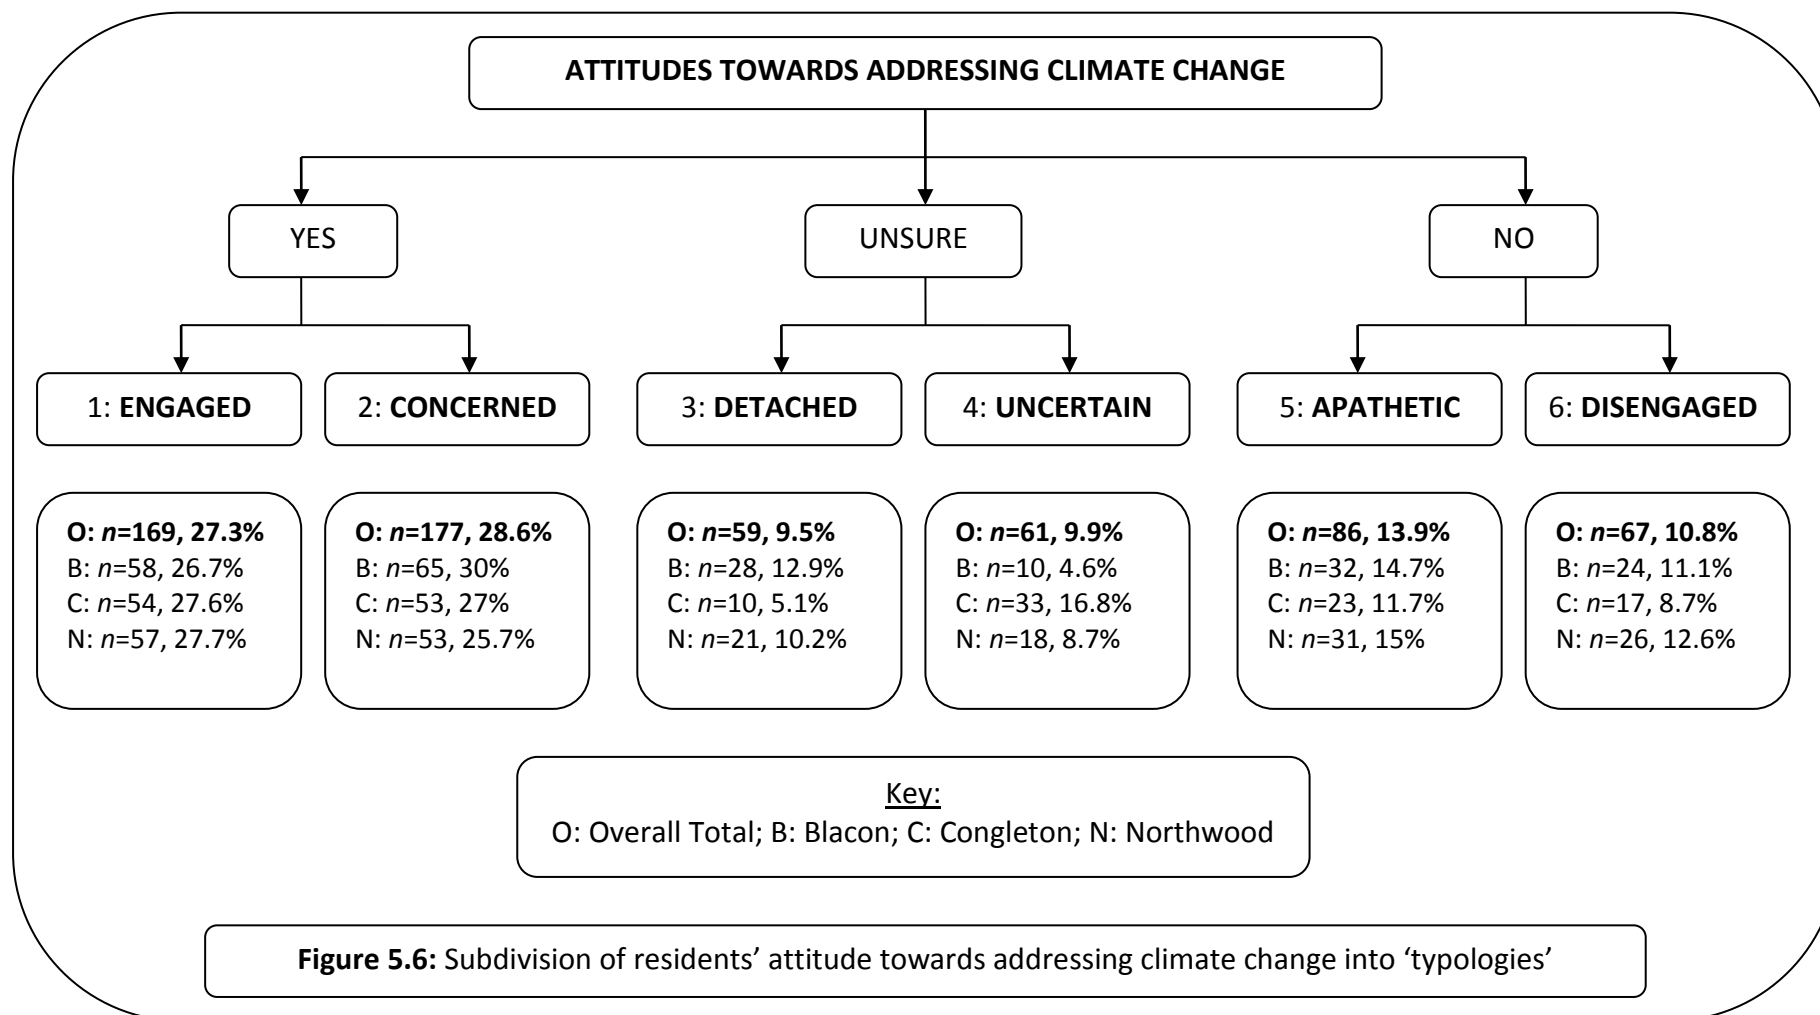 ATTITUDES TOWARDS ADDRESSING CLIMATE CHANGE
YES
UNSURE
NO
1: ENGAGED
2: CONCERNED
3: DETACHED
4: UNCERTAIN
5: APATHETIC
6: DISENGAGED
O: n=169, 27.3%
B: n=58, 26.7%
C: n=54, 27.6%
N: n=57, 27.7%
O: n=177, 28.6%
B: n=65, 30%
C: n=53, 27%
N: n=53, 25.7%
O: n=59, 9.5%
B: n=28, 12.9%
C: n=10, 5.1%
N: n=21, 10.2%
O: n=61, 9.9%
B: n=10, 4.6%
C: n=33, 16.8%
N: n=18, 8.7%
O: n=86, 13.9%
B: n=32, 14.7%
C: n=23, 11.7%
N: n=31, 15%
O: n=67, 10.8%
B: n=24, 11.1%
C: n=17, 8.7%
N: n=26, 12.6%
Key:
O: Overall Total; B: Blacon; C: Congleton; N: Northwood
Figure 5.6: Subdivision of residents’ attitude towards addressing climate change into ‘typologies’